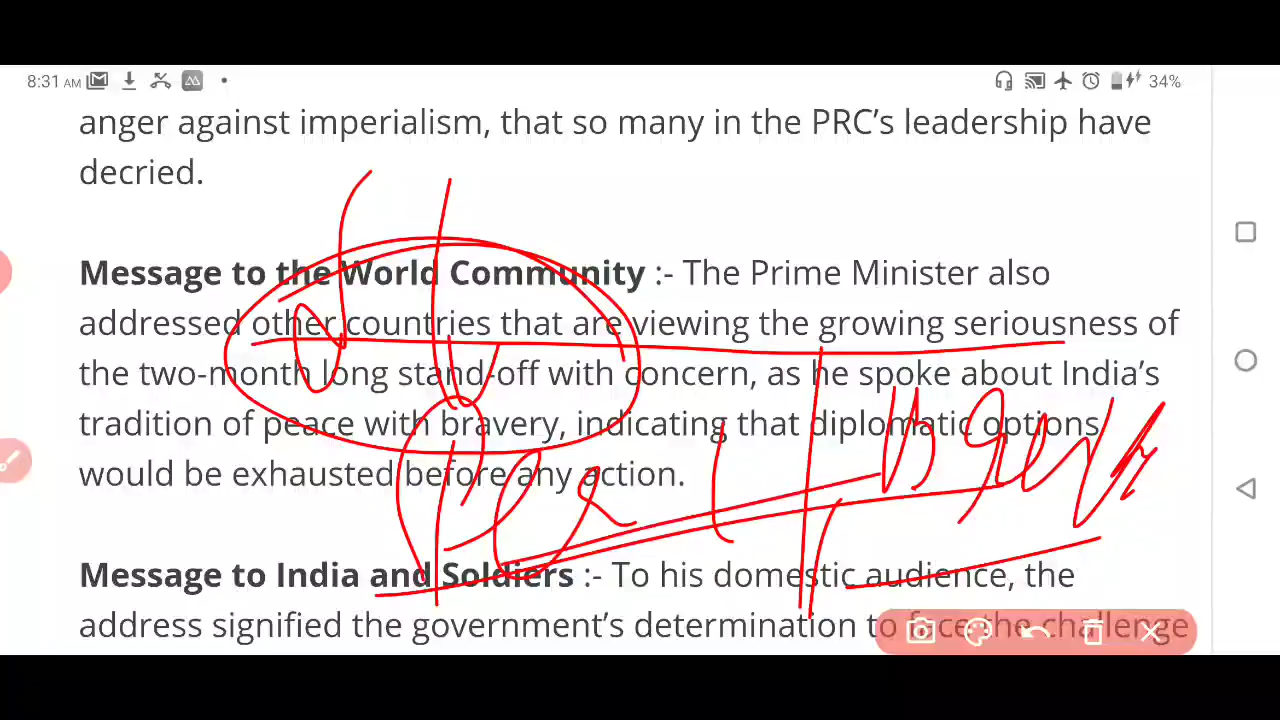 8:31 AM
34%
anger against imperialism, that so many in the PRC’s leadership have
decried.
Message to the World Community :- The Prime Minister also
addressed other countries that are viewing the growing seriousness of
the two-month long stand-off with concern, as he spoke about India’s
tradition of peace with bravery, indicating that diplomatic options
would be exhausted before any action.
Message to India and Soldiers :- To his domestic audience, the
address signified the government’s determination to face the challenge